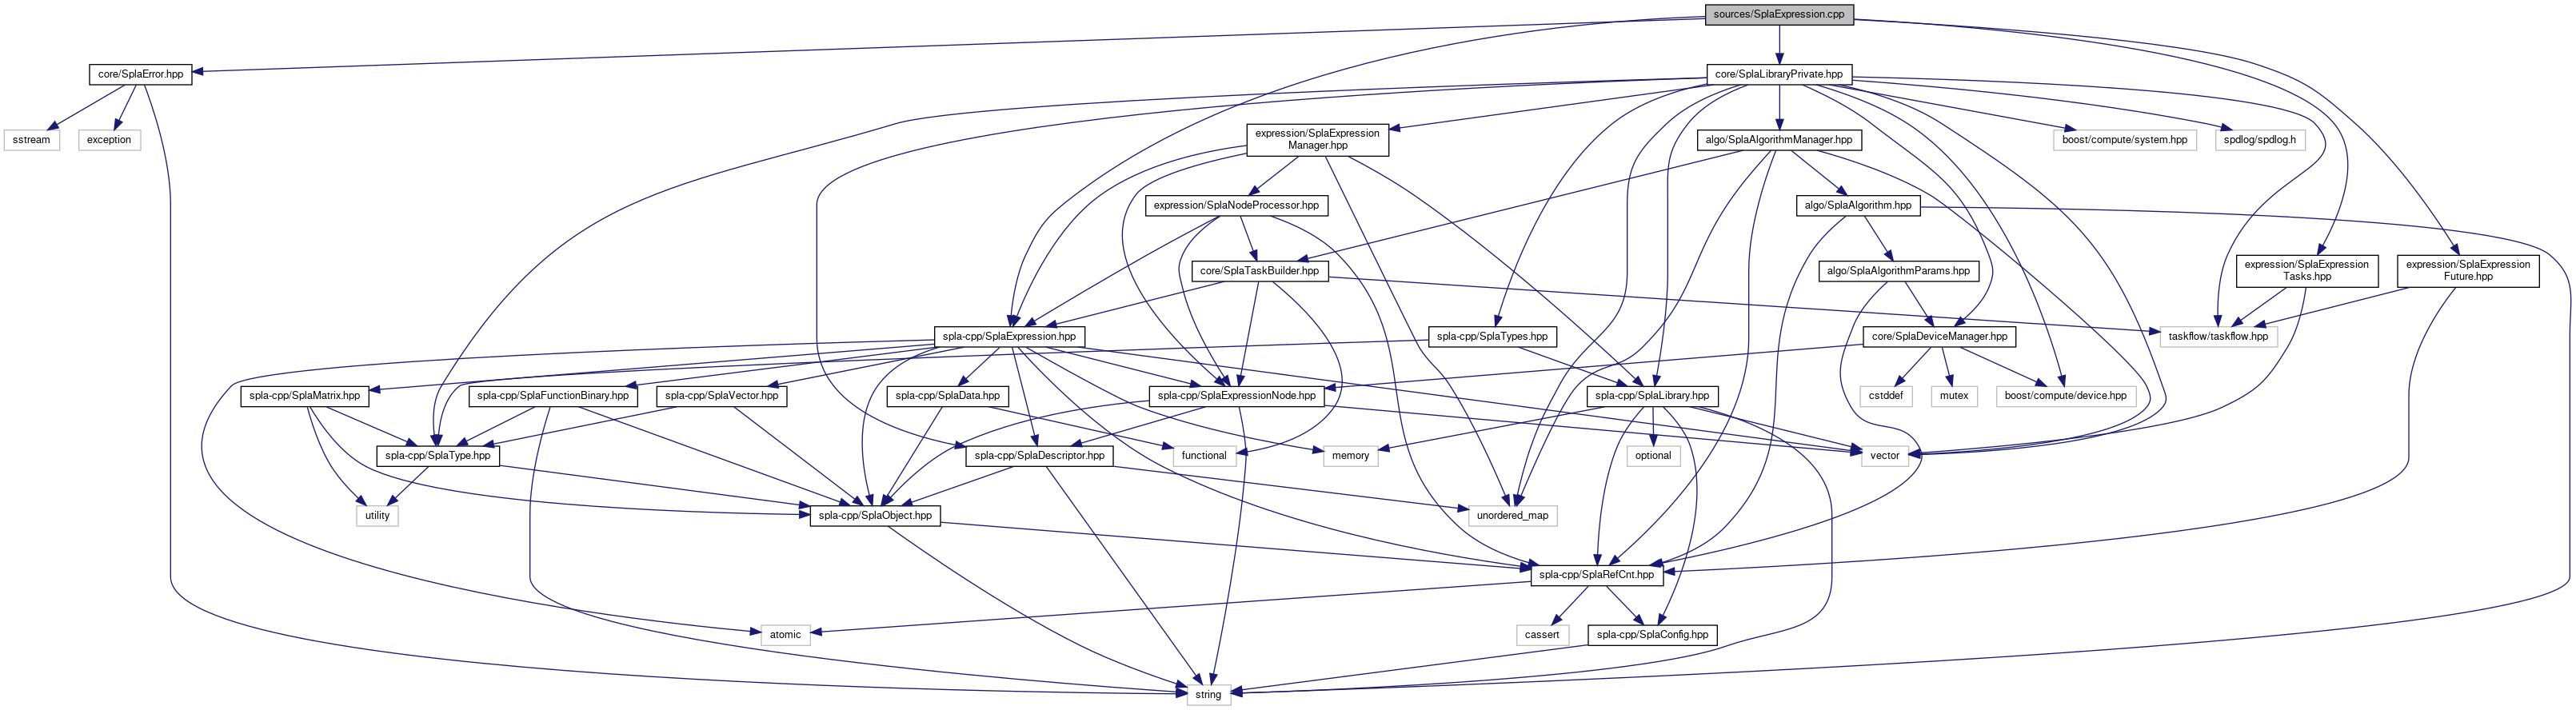 sources/SplaExpression.cpp
core/SplaError.hpp
core/SplaLibraryPrivate.hpp
sstream
exception
expression/SplaExpression
Manager.hpp
algo/SplaAlgorithmManager.hpp
boost/compute/system.hpp
spdlog/spdlog.h
expression/SplaNodeProcessor.hpp
algo/SplaAlgorithm.hpp
core/SplaTaskBuilder.hpp
algo/SplaAlgorithmParams.hpp
expression/SplaExpression
Tasks.hpp
expression/SplaExpression
Future.hpp
spla-cpp/SplaExpression.hpp
spla-cpp/SplaTypes.hpp
core/SplaDeviceManager.hpp
taskflow/taskflow.hpp
spla-cpp/SplaMatrix.hpp
spla-cpp/SplaFunctionBinary.hpp
spla-cpp/SplaVector.hpp
spla-cpp/SplaData.hpp
spla-cpp/SplaExpressionNode.hpp
spla-cpp/SplaLibrary.hpp
cstddef
mutex
boost/compute/device.hpp
spla-cpp/SplaType.hpp
spla-cpp/SplaDescriptor.hpp
functional
memory
optional
vector
utility
spla-cpp/SplaObject.hpp
unordered_map
spla-cpp/SplaRefCnt.hpp
atomic
cassert
spla-cpp/SplaConfig.hpp
string